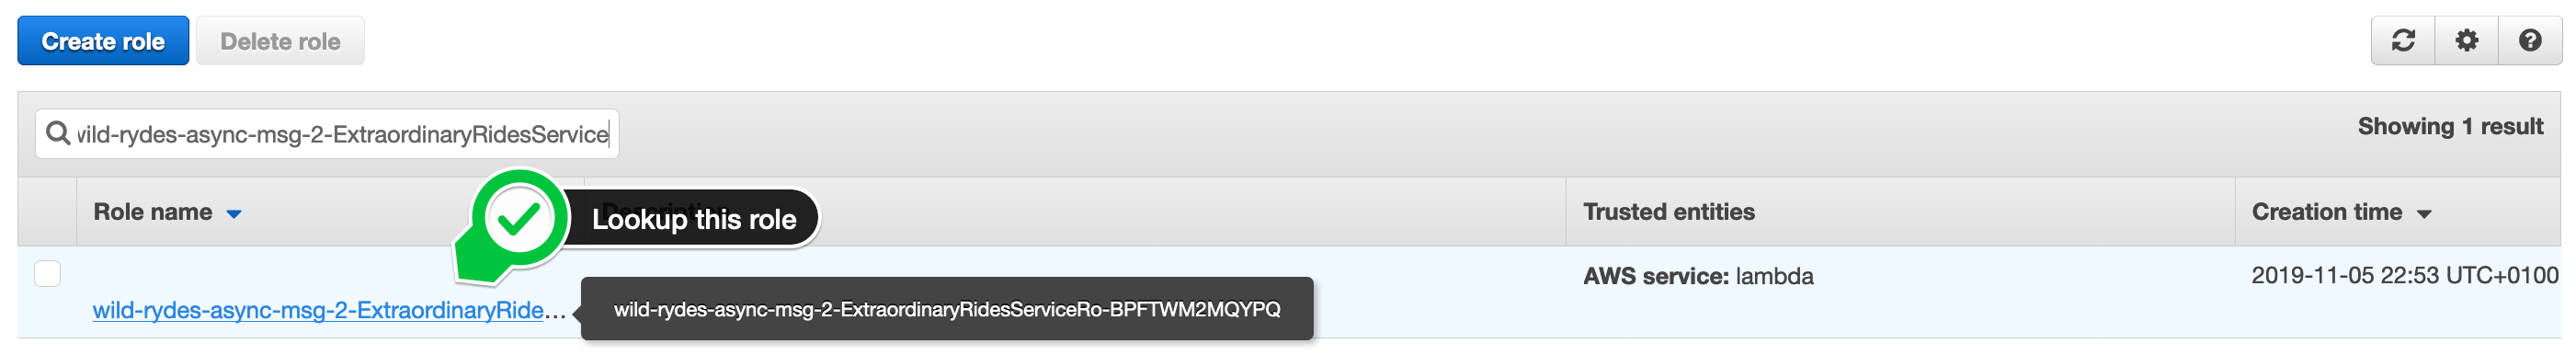 Create role Delete role
vild-rydes-async-msg-2-ExtraordinaryRidesService
Showing 1 result
Role name Lookup this role Trusted entities Creation time
AWS service: lambda 2019-11-05 22:53 UTC+0100
wild-rydes-async-msg-2-ExtraordinaryRide... wild-rydes-async-msg-2-ExtraordinaryRidesServiceRo-BPFTWM2MQYPQ